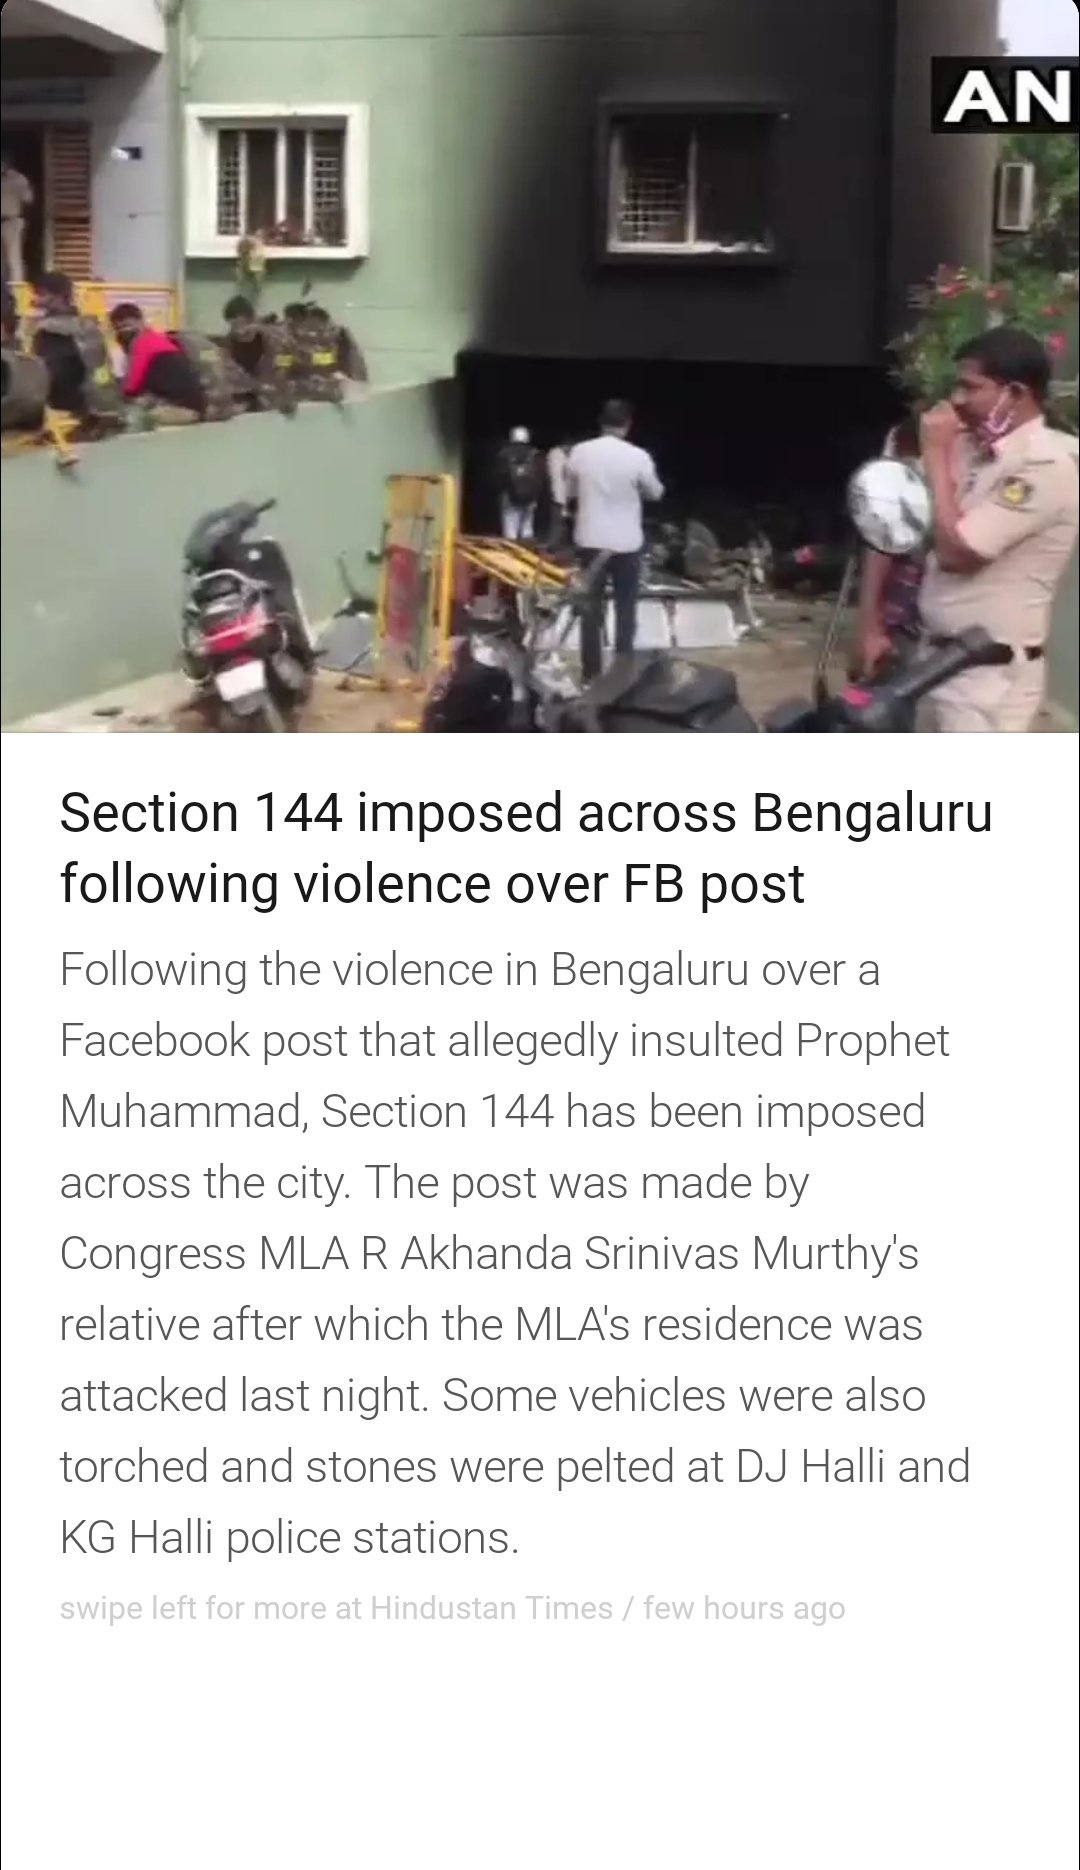 AN
Section 144 imposed across Bengaluru
following violence over FB post
Following the violence in Bengaluru over a
Facebook post that allegedly insulted Prophet
Muhammad, Section 144 has been imposed
across the city. The post was made by
Congress MLA R Akhanda Srinivas Murthy's
relative after which the MLA's residence was
attacked last night. Some vehicles were also
torched and stones were pelted at DJ Halli and
KG Halli police stations.
swipe left for more at Hindustan Times / few hours ago